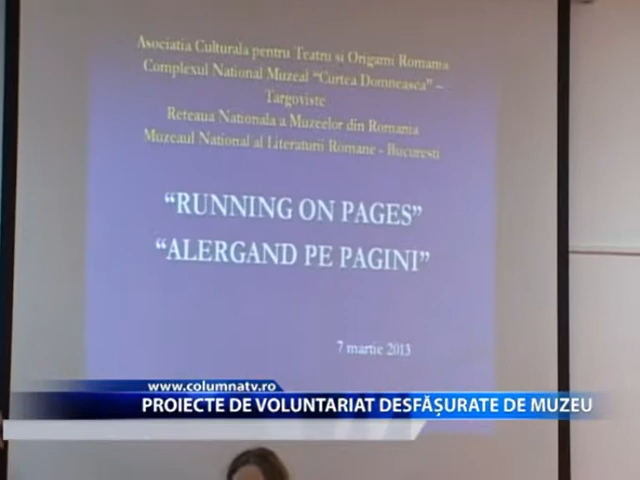 Asociatia Culturala pentru Teatru si Origami Romania
Complexul National Muzeal "Curtea Domneasca" –
Targoviste
Reteaua Nationala a Muzeelor din Romania
Muzeul National al Literaturii Romane - Bucuresti
"RUNNING ON PAGES"
"ALERGAND PE PAGINI"
7 martie 2013
www.columnatv.ro
PROIECTE DE VOLUNTARIAT DESFĂȘURATE DE MUZEU